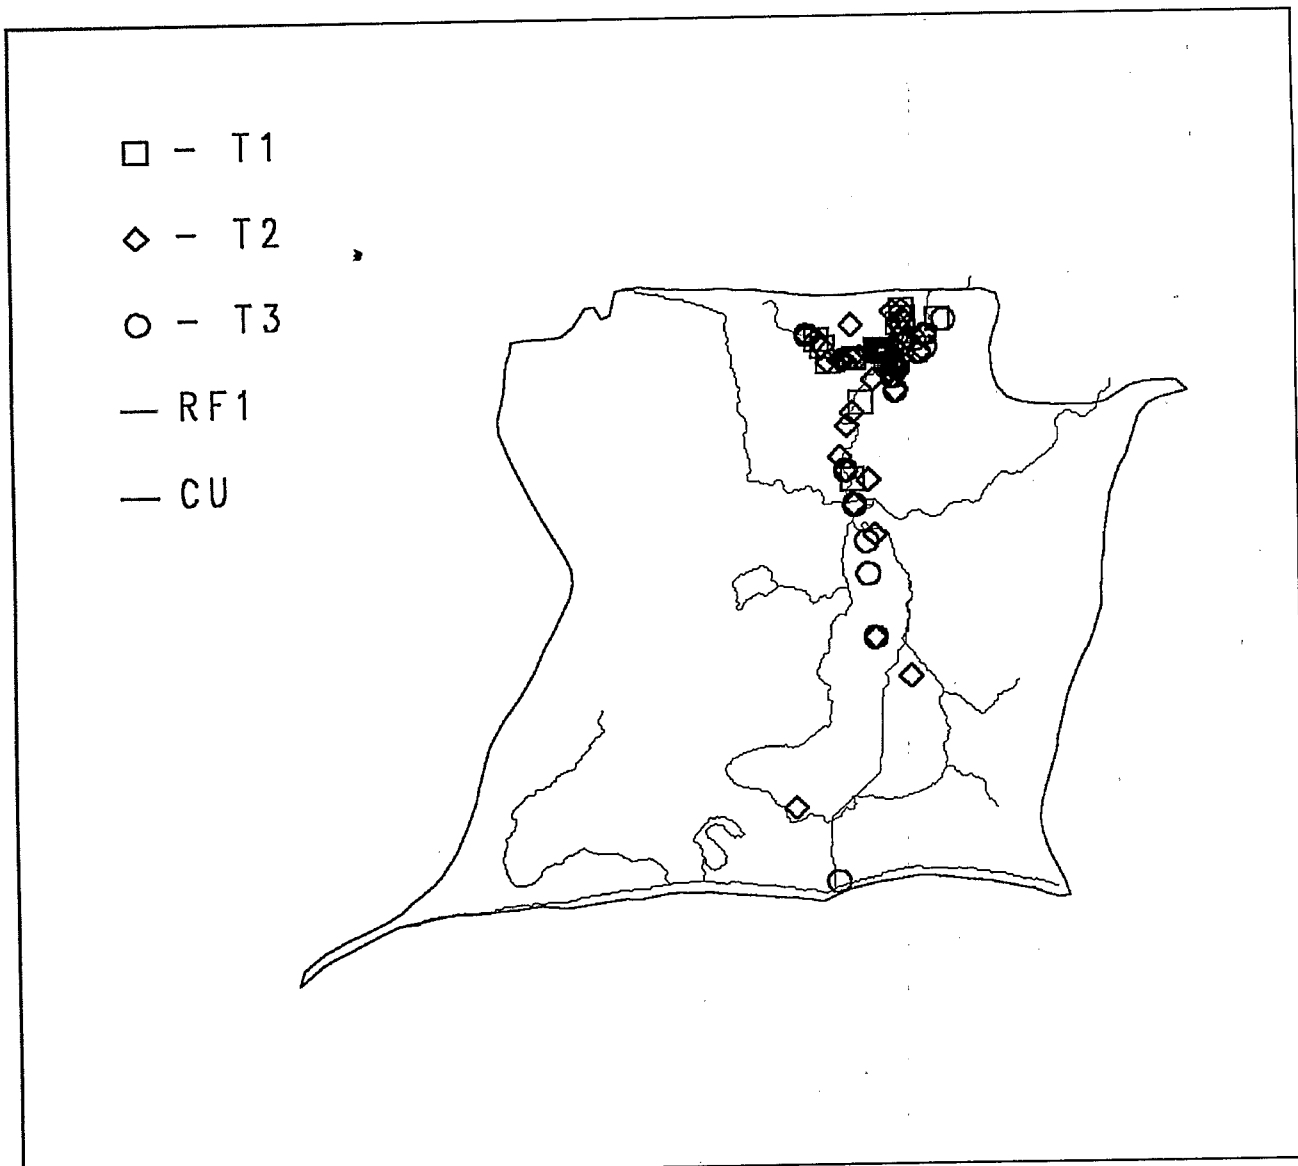 □ - T1
◇ - T2
○ - T3
— RF1
— CU